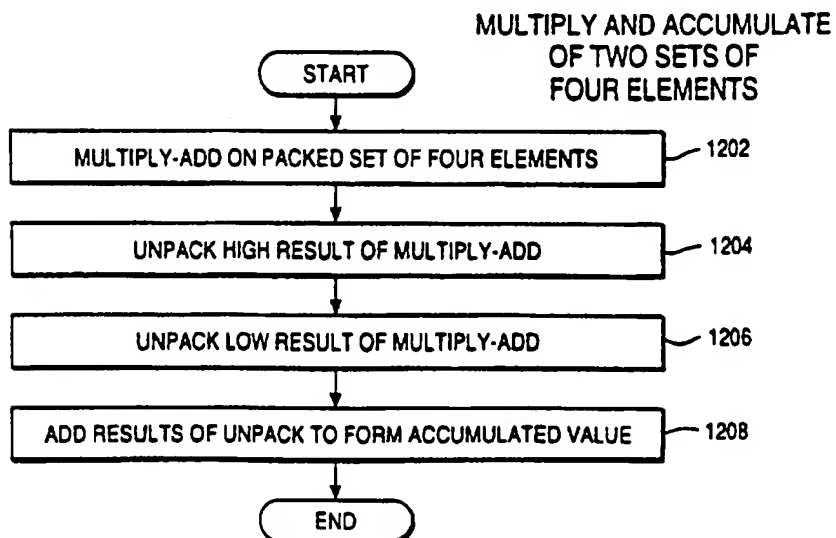 MULTIPLY AND ACCUMULATE
OF TWO SETS OF
FOUR ELEMENTS
START
MULTIPLY-ADD ON PACKED SET OF FOUR ELEMENTS
1202
UNPACK HIGH RESULT OF MULTIPLY-ADD
1204
UNPACK LOW RESULT OF MULTIPLY-ADD
1206
ADD RESULTS OF UNPACK TO FORM ACCUMULATED VALUE
1208
END